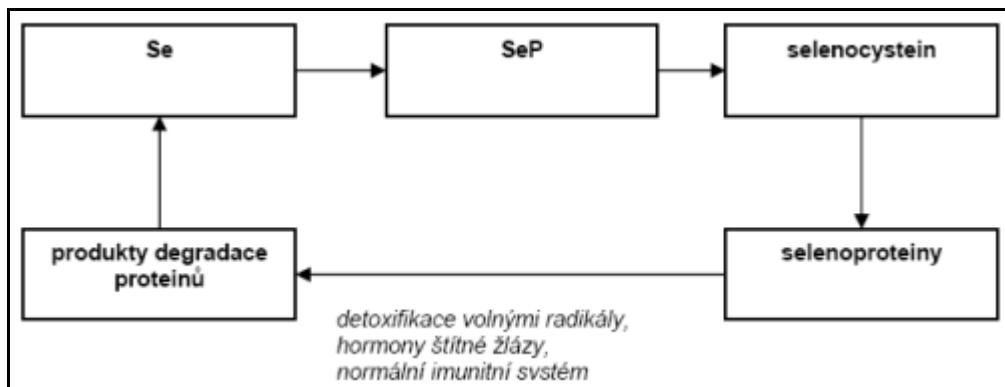 Se
SeP
selenocystein
produkty degradace
proteinů
selenoproteiny
detoxifikace volnými radikály,
hormony štítné žlázy,
normální imunitní systém